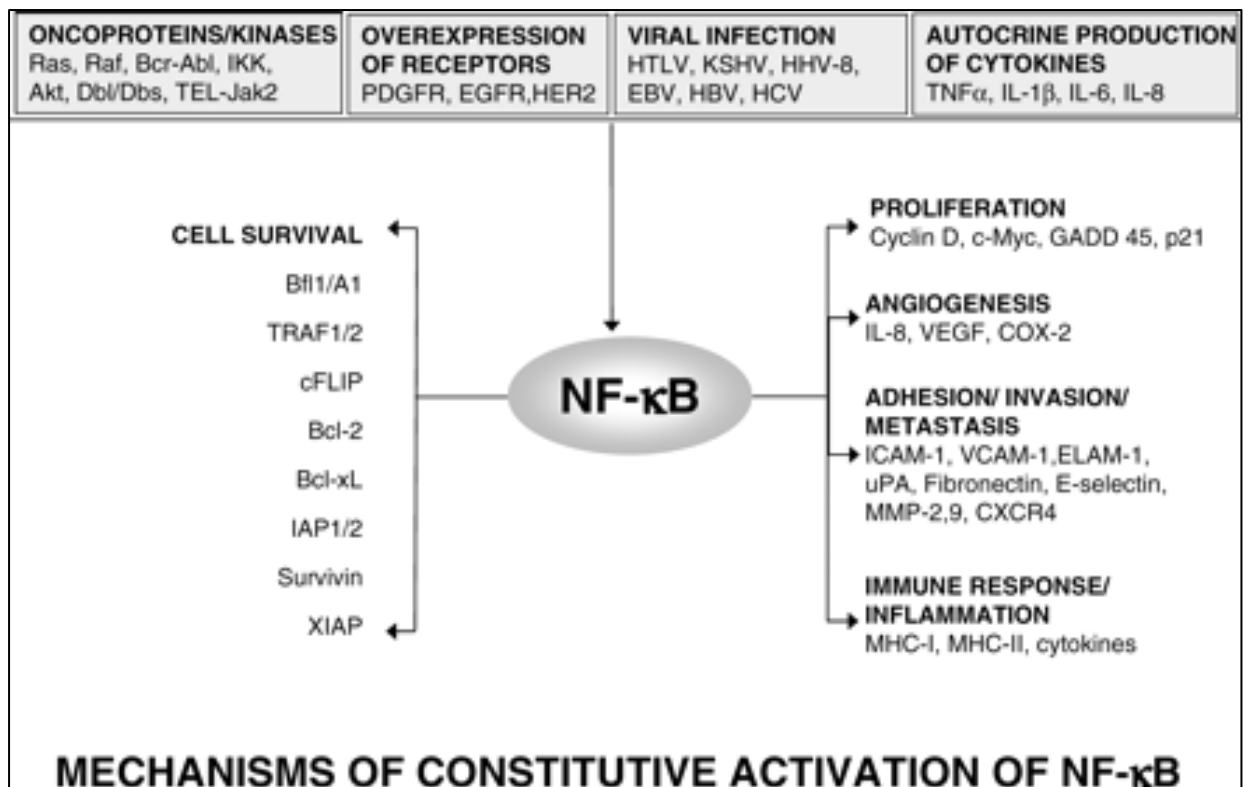 ONCOPROTEINS/KINASES
Ras, Raf, Bcr-Abl, IKK,
Akt, Dbl/Dbs, TEL-Jak2
OVEREXPRESSION
OF RECEPTORS
PDGFR, EGFR,HER2
VIRAL INFECTION
HTLV, KSHV, HHV-8,
EBV, HBV, HCV
AUTOCRINE PRODUCTION
OF CYTOKINES
TNFα, IL-1β, IL-6, IL-8
CELL SURVIVAL
Bfl1/A1
TRAF1/2
cFLIP
Bcl-2
Bcl-xL
IAP1/2
Survivin
XIAP
NF-κB
PROLIFERATION
Cyclin D, c-Myc, GADD 45, p21
ANGIOGENESIS
IL-8, VEGF, COX-2
ADHESION/ INVASION/
METASTASIS
ICAM-1, VCAM-1,ELAM-1,
uPA, Fibronectin, E-selectin,
MMP-2,9, CXCR4
IMMUNE RESPONSE/
INFLAMMATION
MHC-I, MHC-II, cytokines
MECHANISMS OF CONSTITUTIVE ACTIVATION OF NF-κB